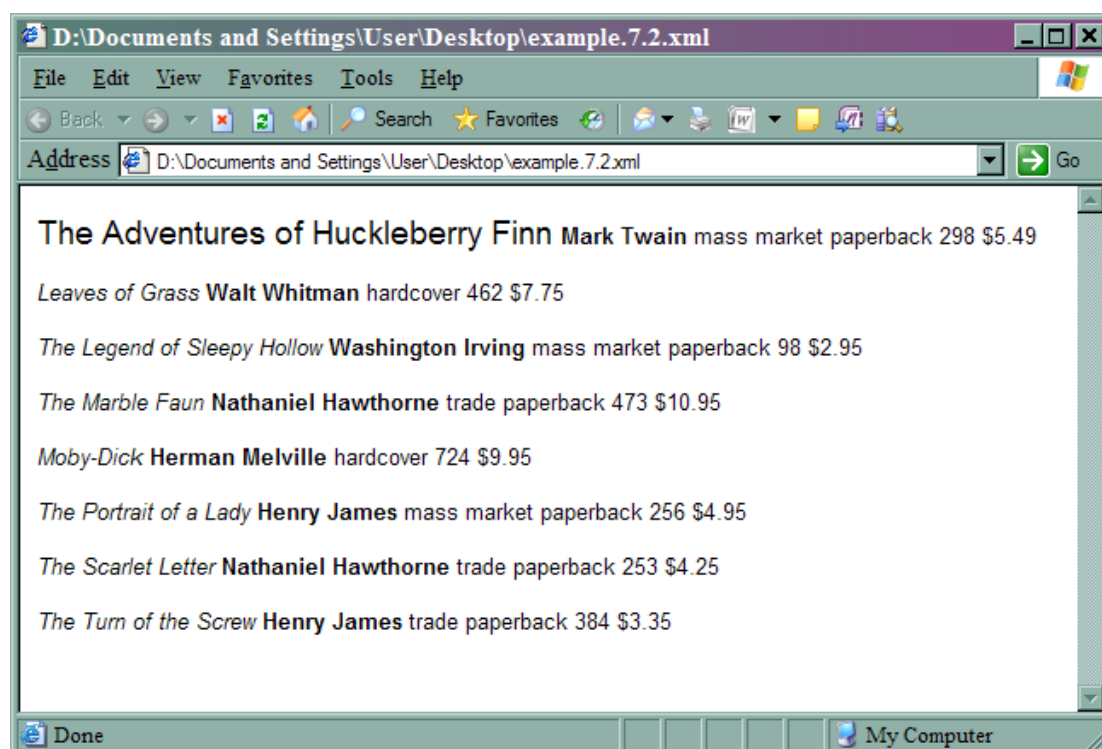 D:\Documents and Settings\User\Desktop\example.7.2.xml
File Edit View Favorites Tools Help
Back Search Favorites
Address D:\Documents and Settings\User\Desktop\example.7.2.xml Go
The Adventures of Huckleberry Finn Mark Twain mass market paperback 298 $5.49
Leaves of Grass Walt Whitman hardcover 462 $7.75
The Legend of Sleepy Hollow Washington Irving mass market paperback 98 $2.95
The Marble Faun Nathaniel Hawthorne trade paperback 473 $10.95
Moby-Dick Herman Melville hardcover 724 $9.95
The Portrait of a Lady Henry James mass market paperback 256 $4.95
The Scarlet Letter Nathaniel Hawthorne trade paperback 253 $4.25
The Turn of the Screw Henry James trade paperback 384 $3.35
Done My Computer